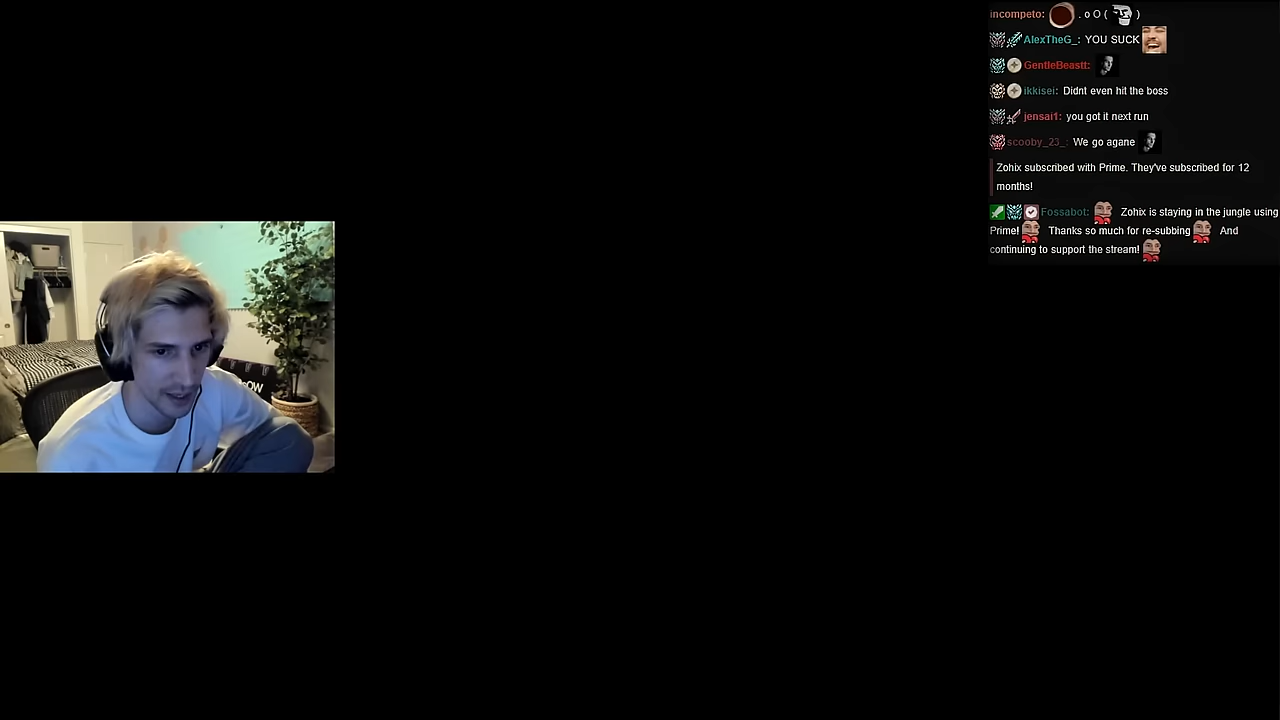 incompeto: . o O ( )
AlexTheG_: YOU SUCK
GentleBeastt:
ikkisei: Didnt even hit the boss
jensai1: you got it next run
scooby_23_: We go agane
Zohix subscribed with Prime. They've subscribed for 12
months!
Fossabot: Zohix is staying in the jungle using
Prime! Thanks so much for re-subbing And
continuing to support the stream!